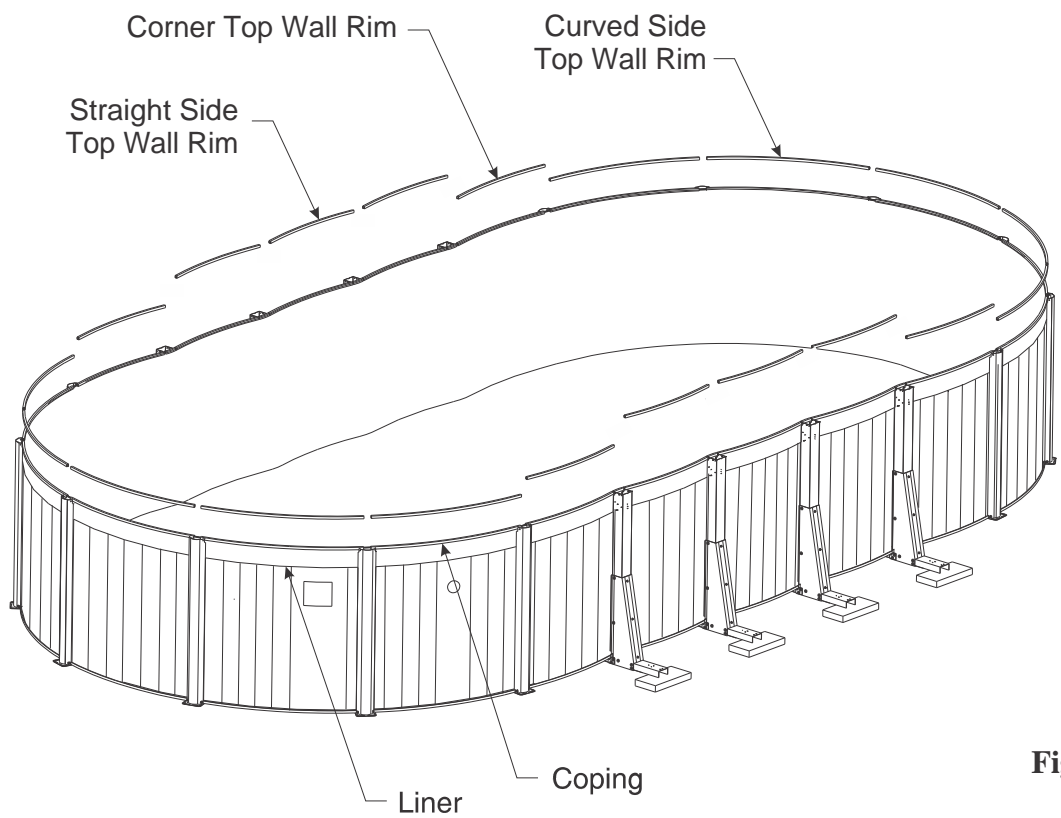 Corner Top Wall Rim
Curved Side
Top Wall Rim
Straight Side
Top Wall Rim
Coping
Liner